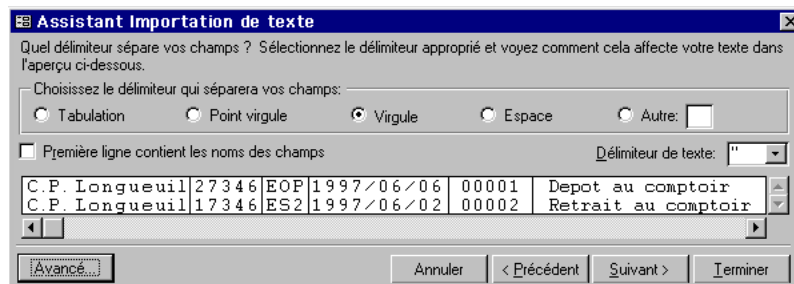 Assistant Importation de texte
Quel délimiteur sépare vos champs ? Sélectionnez le délimiteur approprié et voyez comment cela affecte votre texte dans
l'aperçu ci-dessous.
Choisissez le délimiteur qui séparera vos champs:
Tabulation Point virgule Virgule Espace Autre:
Première ligne contient les noms des champs Délimiteur de texte: "
C.P. Longueuil 27346 EOP 1997/06/06 00001 Depot au comptoir
C.P. Longueuil 17346 ES2 1997/06/02 00002 Retrait au comptoir
Avancé... Annuler < Précédent Suivant > Terminer